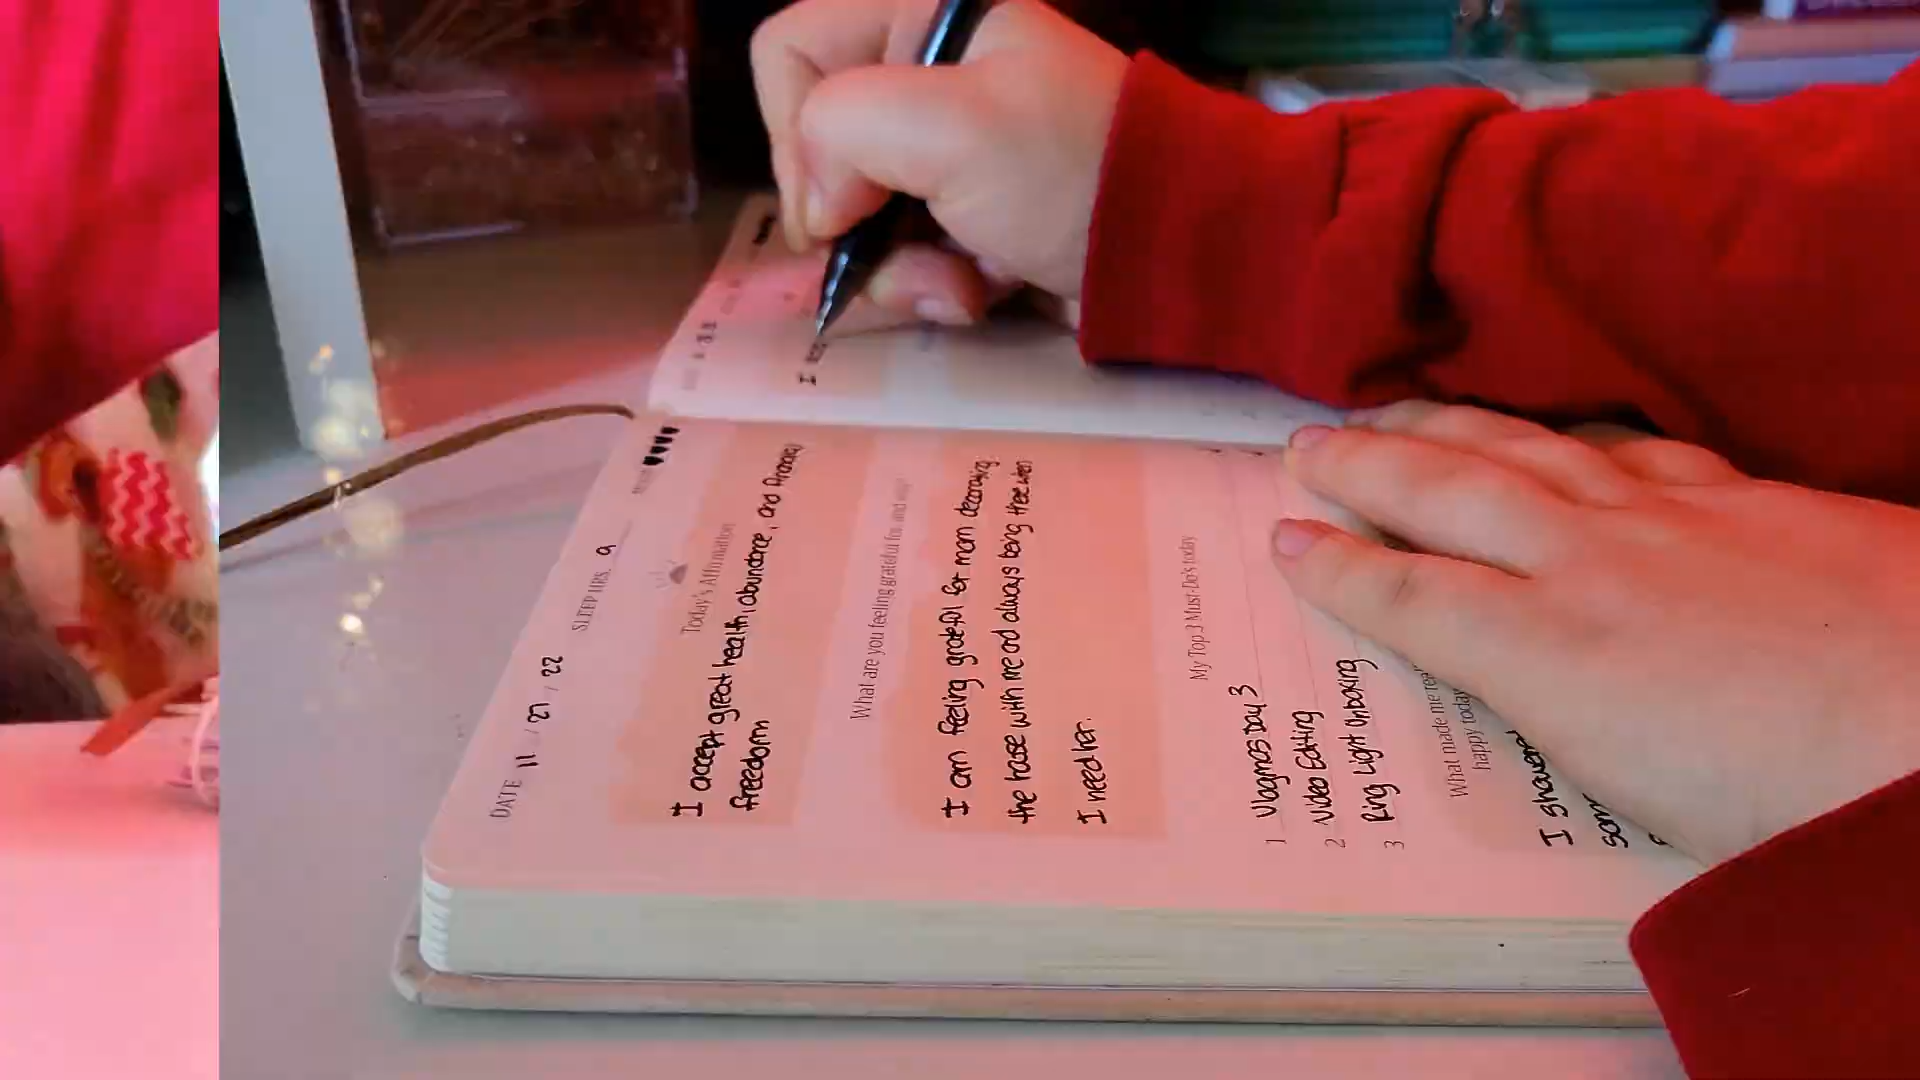 DATE 11 / 27 / 22 SLEEP HRS. 9
Today's Affirmation
I accept great health, abundance, and financial
freedom
What are you feeling grateful for and why?
I am feeling grateful for mom decorating
the house with me and always being there when
I need her.
My Top 3 Must-Do's today
1 Vlogmas Day 3
2 Video Editing
3 Ring Light Unboxing
What made me
happy today
I
I